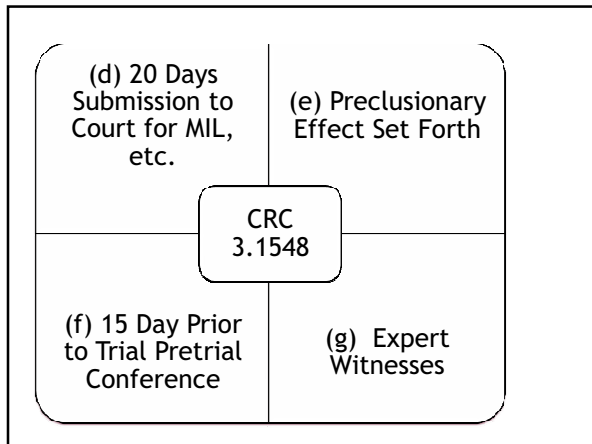 (d) 20 Days
Submission to
Court for MIL,
etc.
(e) Preclusionary
Effect Set Forth
CRC
3.1548
(f) 15 Day Prior
to Trial Pretrial
Conference
(g) Expert
Witnesses